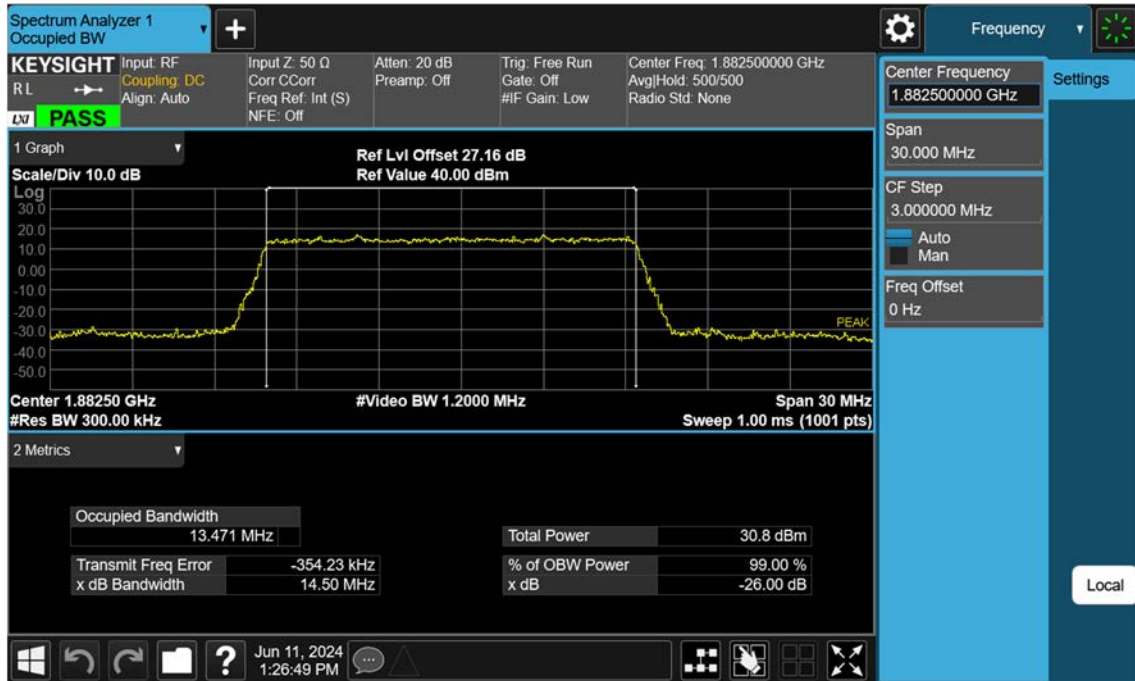 Spectrum Analyzer 1
Occupied BW
Frequency
KEYSIGHT
R L
LXI
PASS
Input: RF
Coupling: DC
Align: Auto
Input Z: 50 Ω
Corr CCorr
Freq Ref: Int (S)
NFE: Off
Atten: 20 dB
Preamp: Off
Trig: Free Run
Gate: Off
#IF Gain: Low
Center Freq: 1.882500000 GHz
Avg|Hold: 500/500
Radio Std: None
Center Frequency
1.882500000 GHz
Settings
Span
30.000 MHz
CF Step
3.000000 MHz
Auto
Man
Freq Offset
0 Hz
Local
1 Graph
Ref Lvl Offset 27.16 dB
Scale/Div 10.0 dB
Ref Value 40.00 dBm
Log
30.0
20.0
10.0
0.00
-10.0
-20.0
-30.0
-40.0
-50.0
PEAK
Center 1.88250 GHz
#Video BW 1.2000 MHz
Span 30 MHz
#Res BW 300.00 kHz
Sweep 1.00 ms (1001 pts)
2 Metrics
Occupied Bandwidth
13.471 MHz
Total Power 30.8 dBm
Transmit Freq Error -354.23 kHz
% of OBW Power 99.00 %
x dB Bandwidth 14.50 MHz
x dB -26.00 dB
?
Jun 11, 2024
1:26:49 PM